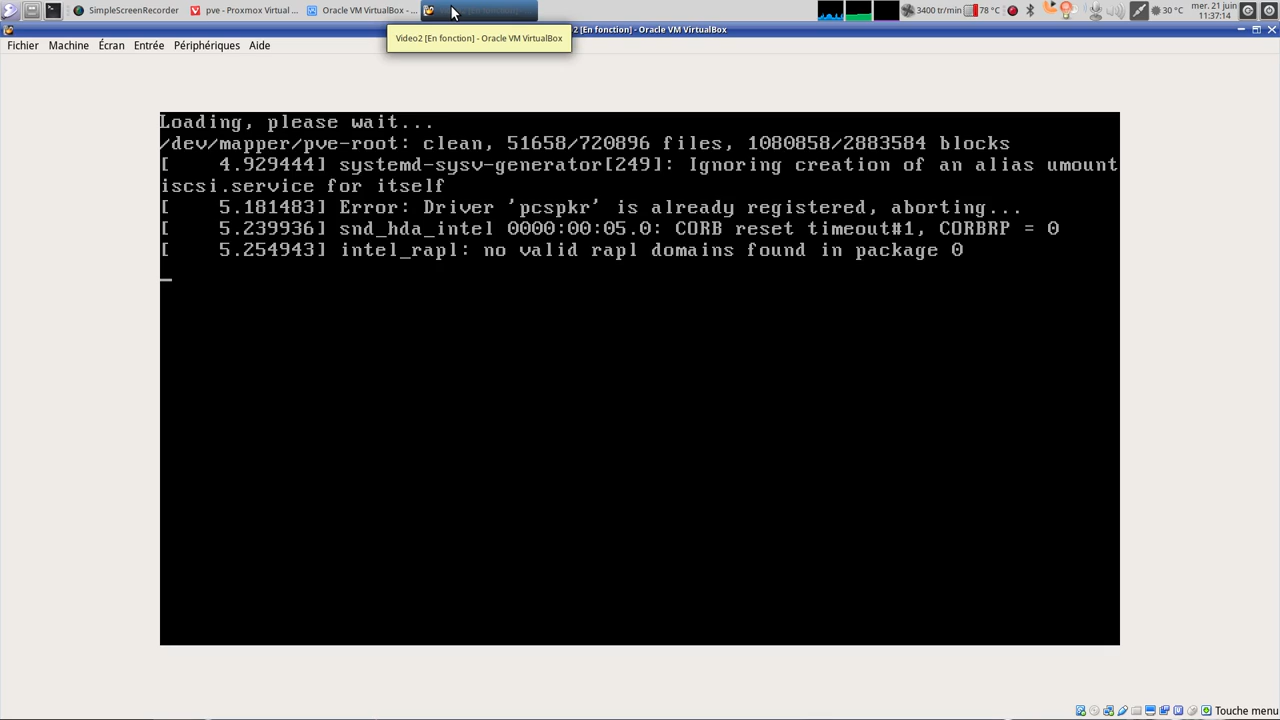 SimpleScreenRecorder
pve - Proxmox Virtual ...
Oracle VM VirtualBox - ...
3400 tr/min
78 °C
30 °C
mer. 21 juin
11:37:14
2 [En fonction] - Oracle VM VirtualBox
Video2 [En fonction] - Oracle VM VirtualBox
Fichier Machine Écran Entrée Périphériques Aide
Loading, please wait...
/dev/mapper/pve-root: clean, 51658/720896 files, 1080858/2883584 blocks
[    4.929444] systemd-sysv-generator[249]: Ignoring creation of an alias umount
iscsi.service for itself
[    5.181483] Error: Driver 'pcspkr' is already registered, aborting...
[    5.239936] snd_hda_intel 0000:00:05.0: CORB reset timeout#1, CORBRP = 0
[    5.254943] intel_rapl: no valid rapl domains found in package 0
Touche menu